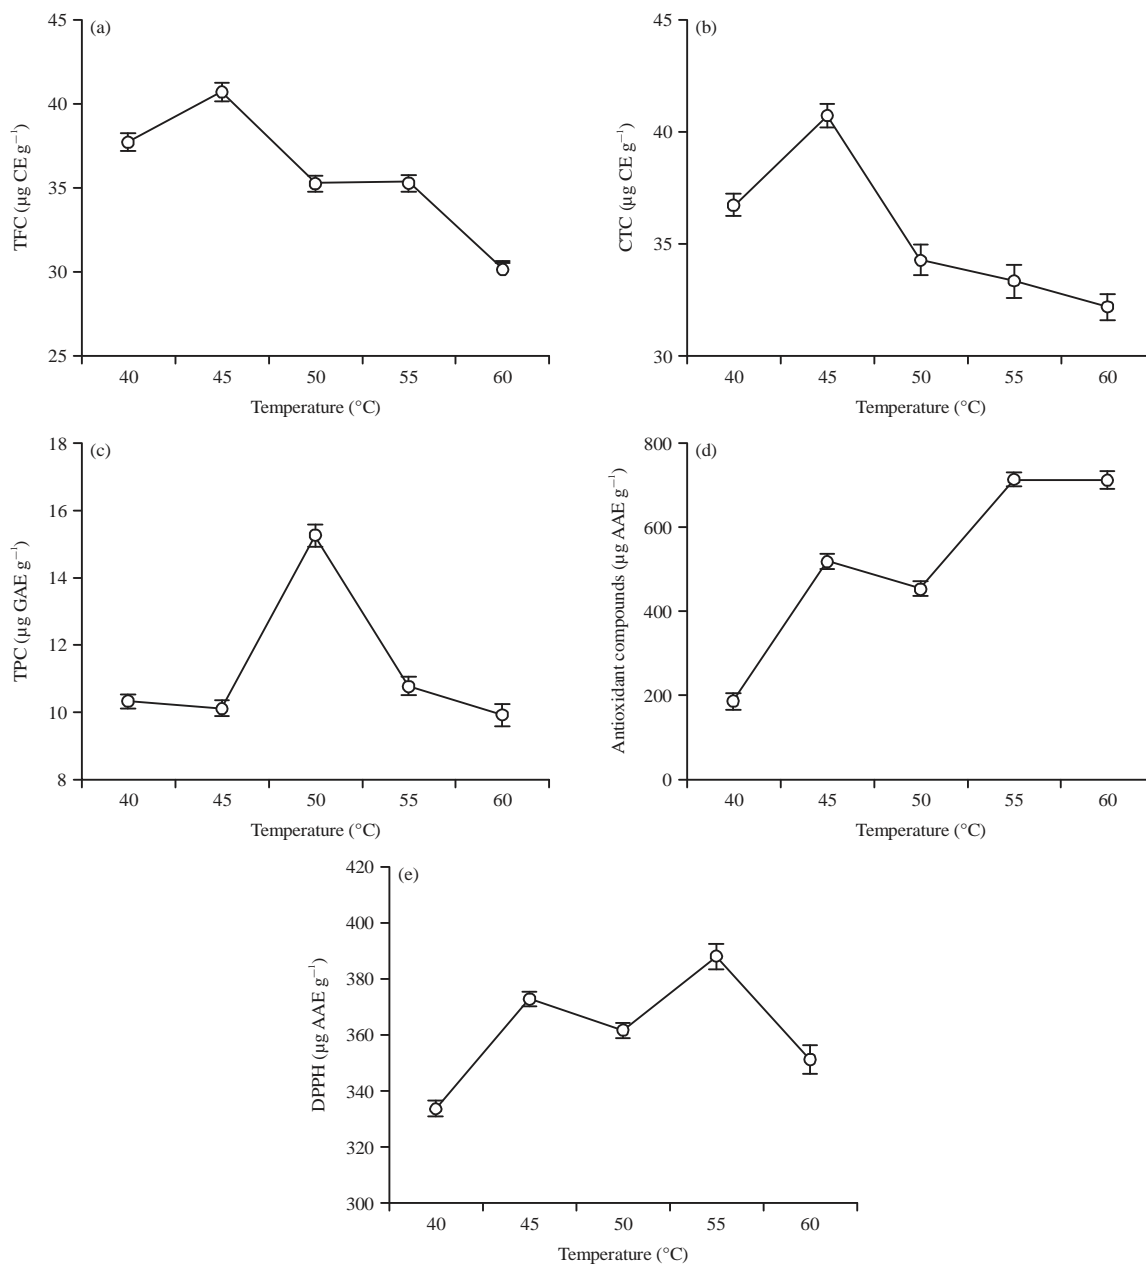 (a)
TFC (µg CE g⁻¹)
45
40
35
30
25
40 45 50 55 60
Temperature (°C)
(b)
CTC (µg CE g⁻¹)
45
40
35
30
40 45 50 55 60
Temperature (°C)
(c)
TPC (µg GAE g⁻¹)
18
16
14
12
10
8
40 45 50 55 60
Temperature (°C)
(d)
Antioxidant compounds (µg AAE g⁻¹)
800
600
400
200
0
40 45 50 55 60
Temperature (°C)
(e)
DPPH (µg AAE g⁻¹)
420
400
380
360
340
320
300
40 45 50 55 60
Temperature (°C)